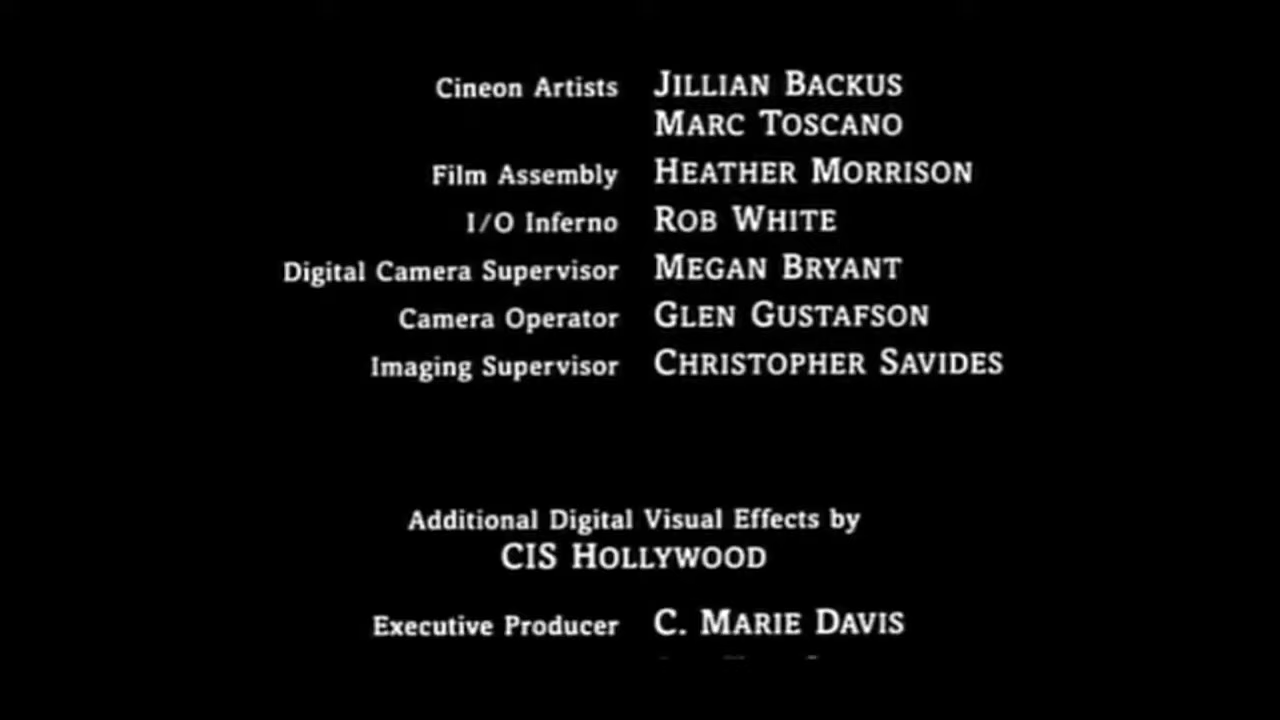 Cineon Artists JILLIAN BACKUS
MARC TOSCANO
Film Assembly HEATHER MORRISON
I/O Inferno ROB WHITE
Digital Camera Supervisor MEGAN BRYANT
Camera Operator GLEN GUSTAFSON
Imaging Supervisor CHRISTOPHER SAVIDES
Additional Digital Visual Effects by
CIS HOLLYWOOD
Executive Producer C. MARIE DAVIS